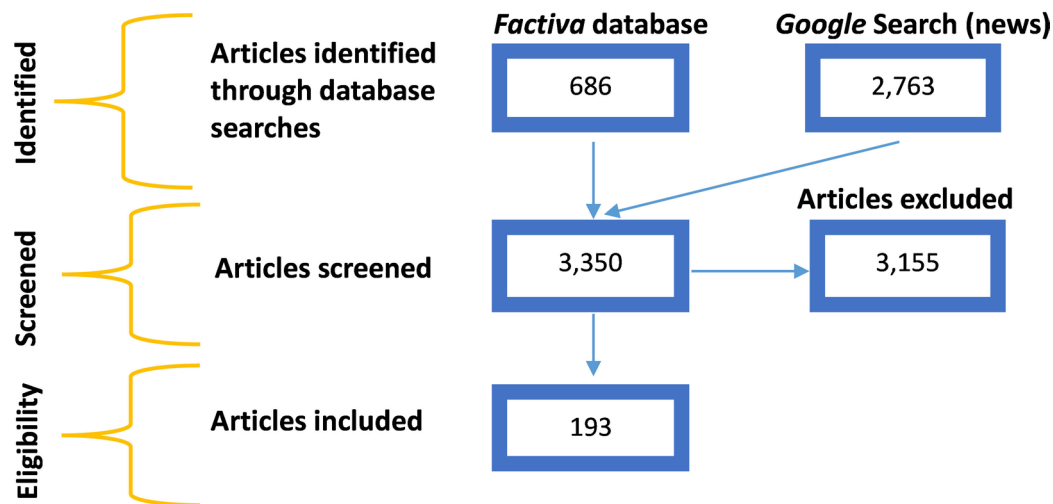 Identified
Articles identified
through database
searches
Factiva database
686
Google Search (news)
2,763
Screened
Articles screened
3,350
Articles excluded
3,155
Eligibility
Articles included
193